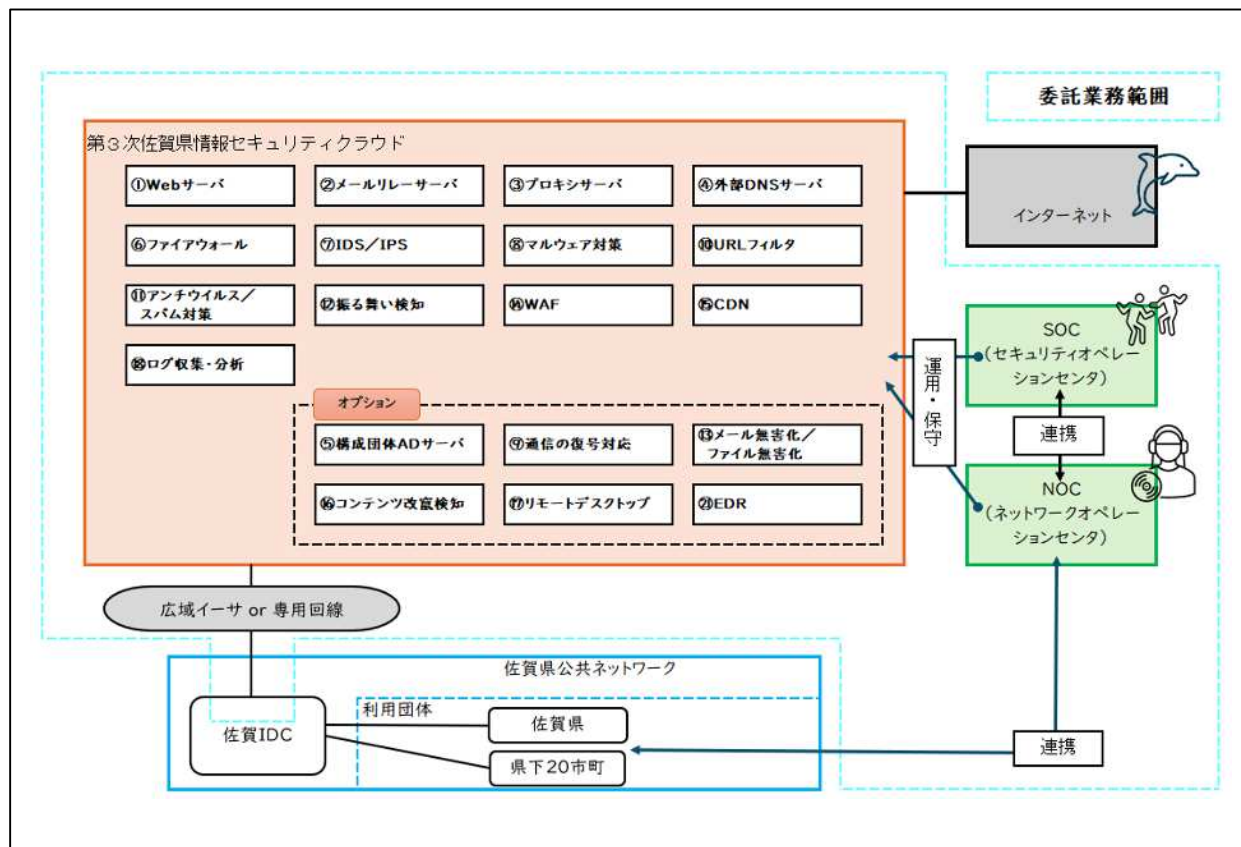 委託業務範囲
第3次佐賀県情報セキュリティクラウド
①Webサーバ
②メールリレーサーバ
③プロキシサーバ
④外部DNSサーバ
⑥ファイアウォール
⑦IDS/IPS
⑧マルウェア対策
⑩URLフィルタ
⑪アンチウイルス/
スパム対策
⑫振る舞い検知
⑭WAF
⑮CDN
⑱ログ収集・分析
オプション
⑤構成団体ADサーバ
⑨通信の復号対応
⑬メール無害化/
ファイル無害化
⑯コンテンツ改竄検知
⑰リモートデスクトップ
㉑EDR
インターネット
SOC
(セキュリティオペレー
ションセンタ)
運用・保守
連携
NOC
(ネットワークオペレー
ションセンタ)
広域イーサ or 専用回線
佐賀県公共ネットワーク
利用団体
佐賀IDC
佐賀県
県下20市町
連携